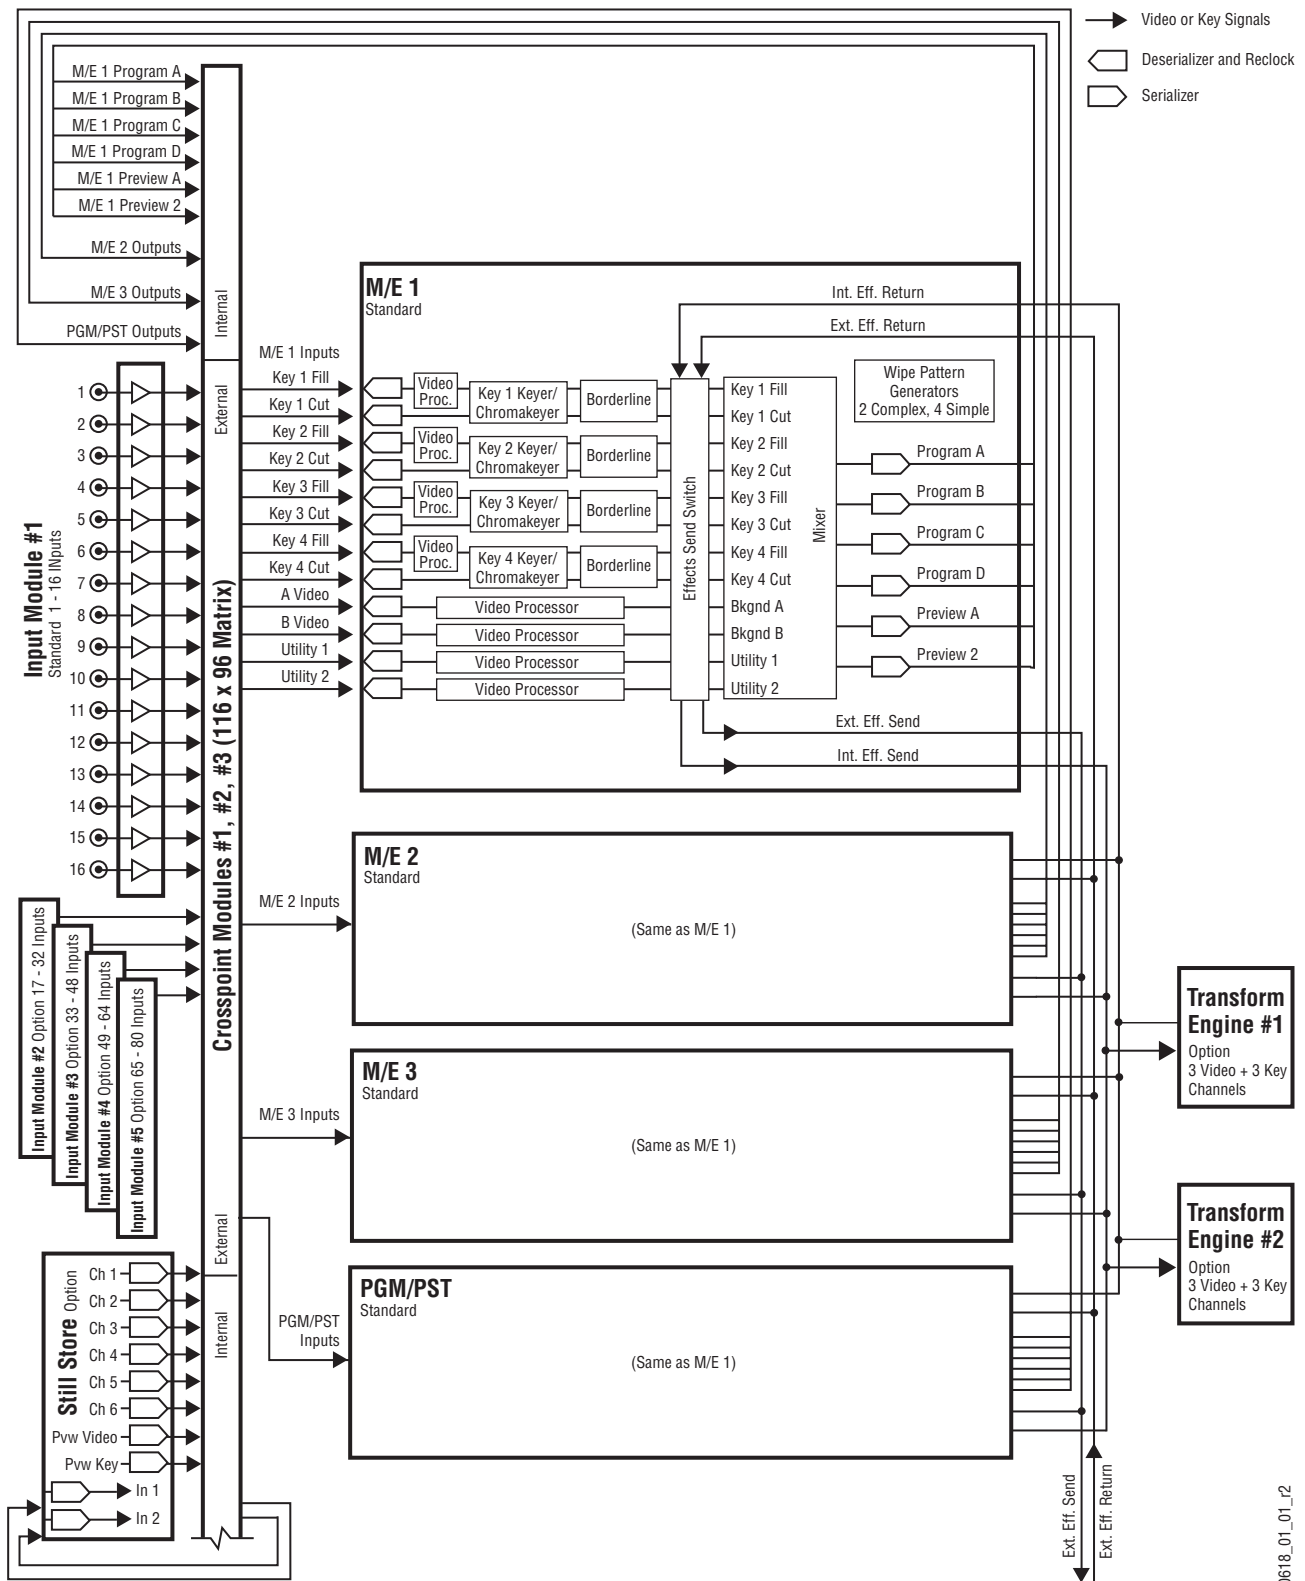 Video or Key Signals
Deserializer and Reclock
Serializer
M/E 1 Program A
M/E 1 Program B
M/E 1 Program C
M/E 1 Program D
M/E 1 Preview A
M/E 1 Preview 2
M/E 2 Outputs
M/E 3 Outputs
PGM/PST Outputs
Internal
External
Input Module #1
Standard 1 - 16 INputs
1
2
3
4
5
6
7
8
9
10
11
12
13
14
15
16
Crosspoint Modules #1, #2, #3 (116 x 96 Matrix)
Input Module #2 Option 17 - 32 Inputs
Input Module #3 Option 33 - 48 Inputs
Input Module #4 Option 49 - 64 Inputs
Input Module #5 Option 65 - 80 Inputs
External
Internal
Still Store Option
Ch 1
Ch 2
Ch 3
Ch 4
Ch 5
Ch 6
Pvw Video
Pvw Key
In 1
In 2
M/E 1 Inputs
Key 1 Fill
Key 1 Cut
Key 2 Fill
Key 2 Cut
Key 3 Fill
Key 3 Cut
Key 4 Fill
Key 4 Cut
A Video
B Video
Utility 1
Utility 2
M/E 1
Standard
Int. Eff. Return
Ext. Eff. Return
Video
Proc.
Key 1 Keyer/
Chromakeyer
Borderline
Video
Proc.
Key 2 Keyer/
Chromakeyer
Borderline
Video
Proc.
Key 3 Keyer/
Chromakeyer
Borderline
Video
Proc.
Key 4 Keyer/
Chromakeyer
Borderline
Video Processor
Video Processor
Video Processor
Video Processor
Effects Send Switch
Key 1 Fill
Key 1 Cut
Key 2 Fill
Key 2 Cut
Key 3 Fill
Key 3 Cut
Key 4 Fill
Key 4 Cut
Bkgnd A
Bkgnd B
Utility 1
Utility 2
Mixer
Wipe Pattern
Generators
2 Complex, 4 Simple
Program A
Program B
Program C
Program D
Preview A
Preview 2
Ext. Eff. Send
Int. Eff. Send
M/E 2 Inputs
M/E 2
Standard
(Same as M/E 1)
M/E 3 Inputs
M/E 3
Standard
(Same as M/E 1)
PGM/PST
Inputs
PGM/PST
Standard
(Same as M/E 1)
Transform
Engine #1
Option
3 Video + 3 Key
Channels
Transform
Engine #2
Option
3 Video + 3 Key
Channels
Ext. Eff. Send
Ext. Eff. Return
0618_01_01_r2